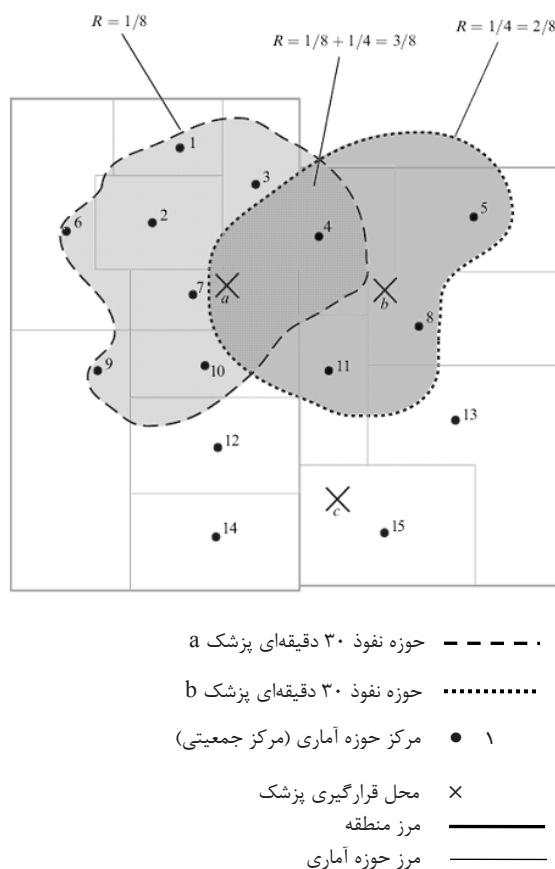 R = 1/8
R = 1/8 + 1/4 = 3/8
R = 1/4 = 2/8
1
3
2
6
4
5
7
a
b
8
9
10
11
12
13
c
14
15
حوزه نفوذ ۳۰ دقیقه‌ای پزشک a
حوزه نفوذ ۳۰ دقیقه‌ای پزشک b
۱ مرکز حوزه آماری (مرکز جمعیتی)
محل قرارگیری پزشک
مرز منطقه
مرز حوزه آماری